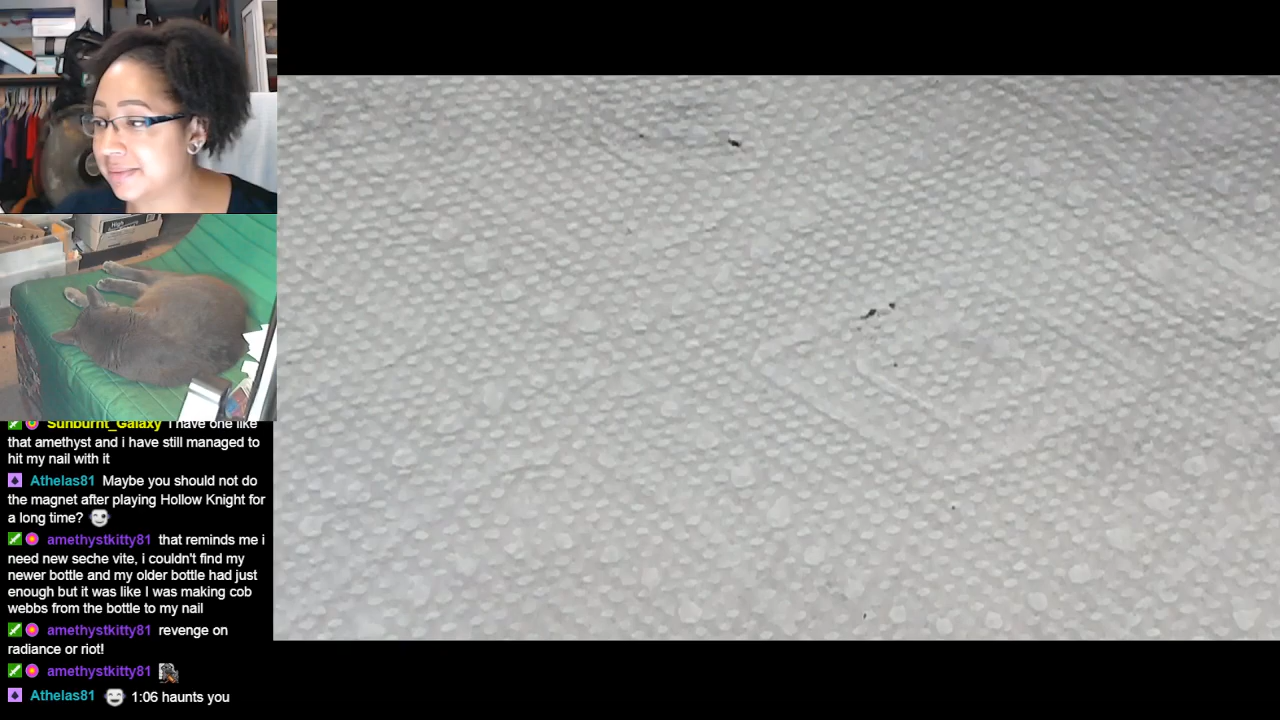 High
Sunburnt_Galaxy I have one like
that amethyst and i have still managed to
hit my nail with it
Athelas81 Maybe you should not do
the magnet after playing Hollow Knight for
a long time?
amethystkitty81 that reminds me i
need new seche vite, i couldn't find my
newer bottle and my older bottle had just
enough but it was like I was making cob
webbs from the bottle to my nail
amethystkitty81 revenge on
radiance or riot!
amethystkitty81
Athelas81 1:06 haunts you